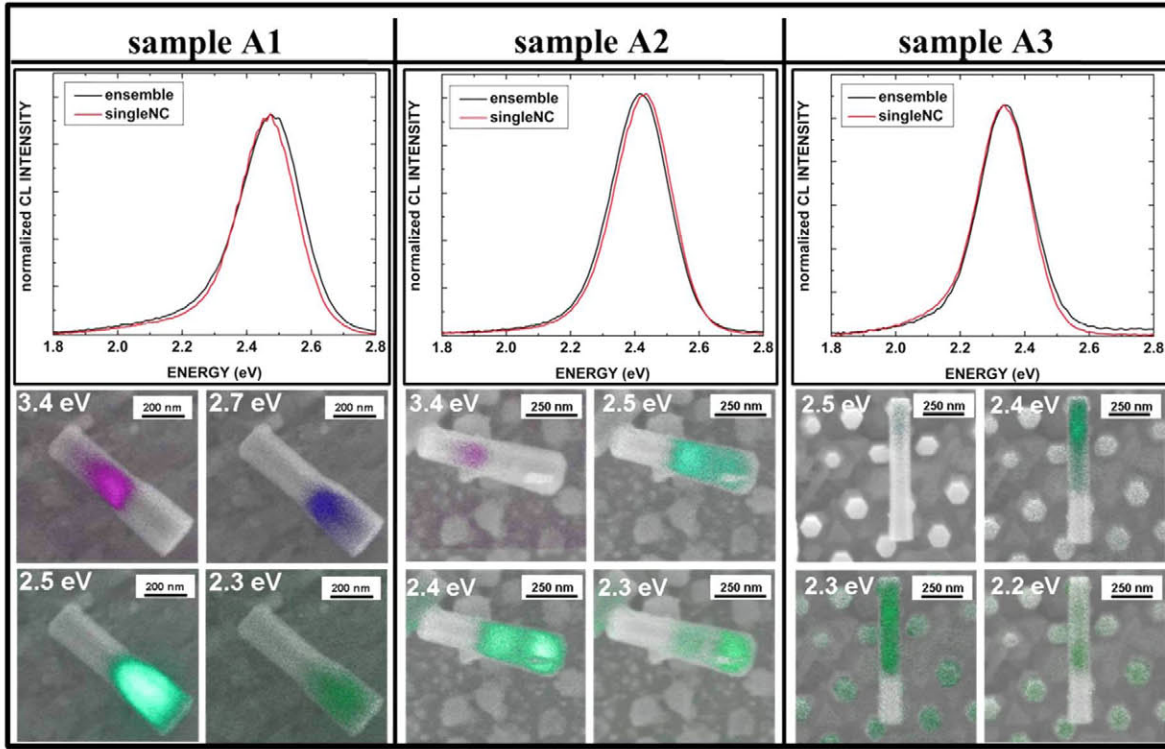 sample A1
sample A2
sample A3
ensemble
singleNC
normalized CL INTENSITY
1.8 2.0 2.2 2.4 2.6 2.8
ENERGY (eV)
ensemble
singleNC
normalized CL INTENSITY
1.8 2.0 2.2 2.4 2.6 2.8
ENERGY (eV)
ensemble
singleNC
normalized CL INTENSITY
1.8 2.0 2.2 2.4 2.6 2.8
ENERGY (eV)
3.4 eV 200 nm
2.7 eV 200 nm
3.4 eV 250 nm
2.5 eV 250 nm
2.5 eV 250 nm
2.4 eV 250 nm
2.5 eV 200 nm
2.3 eV 200 nm
2.4 eV 250 nm
2.3 eV 250 nm
2.3 eV 250 nm
2.2 eV 250 nm